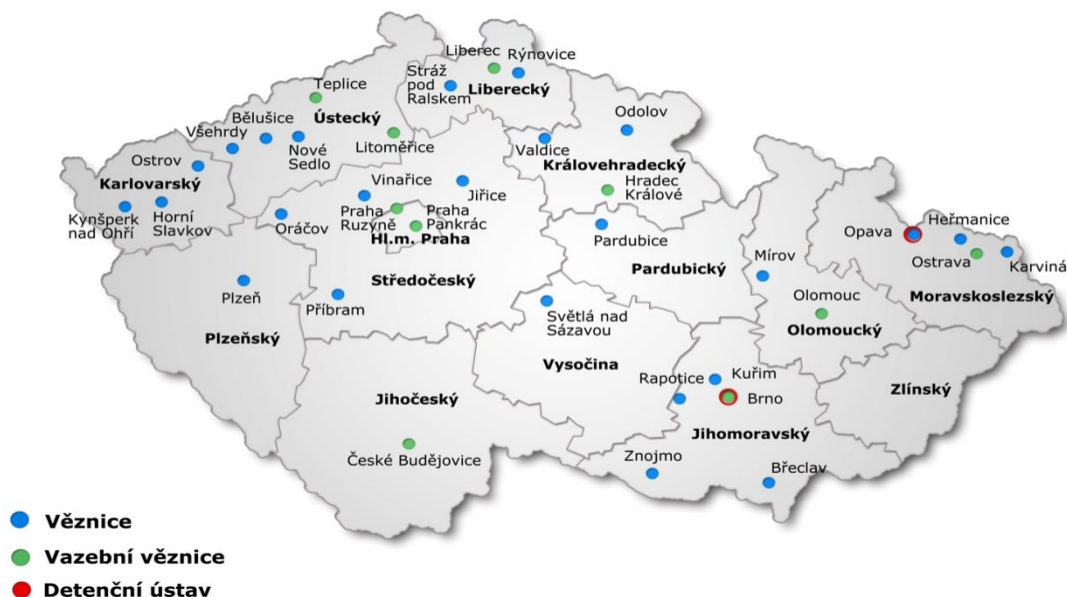 Liberec
Rýnovice
Stráž
pod
Ralskem
Liberecký
Teplice
Ústecký
Bělušice
Všehrdy
Nové
Sedlo
Litoměřice
Odolov
Valdice
Královehradecký
Hradec
Králové
Ostrov
Karlovarský
Kynšperk
nad Ohří
Horní
Slavkov
Vinařice
Jiřice
Oráčov
Praha
Ruzyně
Praha
Pankrác
Hl.m. Praha
Středočeský
Příbram
Plzeň
Plzeňský
Pardubice
Pardubický
Opava
Heřmanice
Ostrava
Karviná
Moravskoslezský
Mírov
Olomouc
Olomoucký
Světlá nad
Sázavou
Vysočina
Rapotice
Kuřim
Brno
Jihomoravský
Zlínský
Jihočeský
České Budějovice
Znojmo
Břeclav
Věznice
Vazební věznice
Detenční ústav